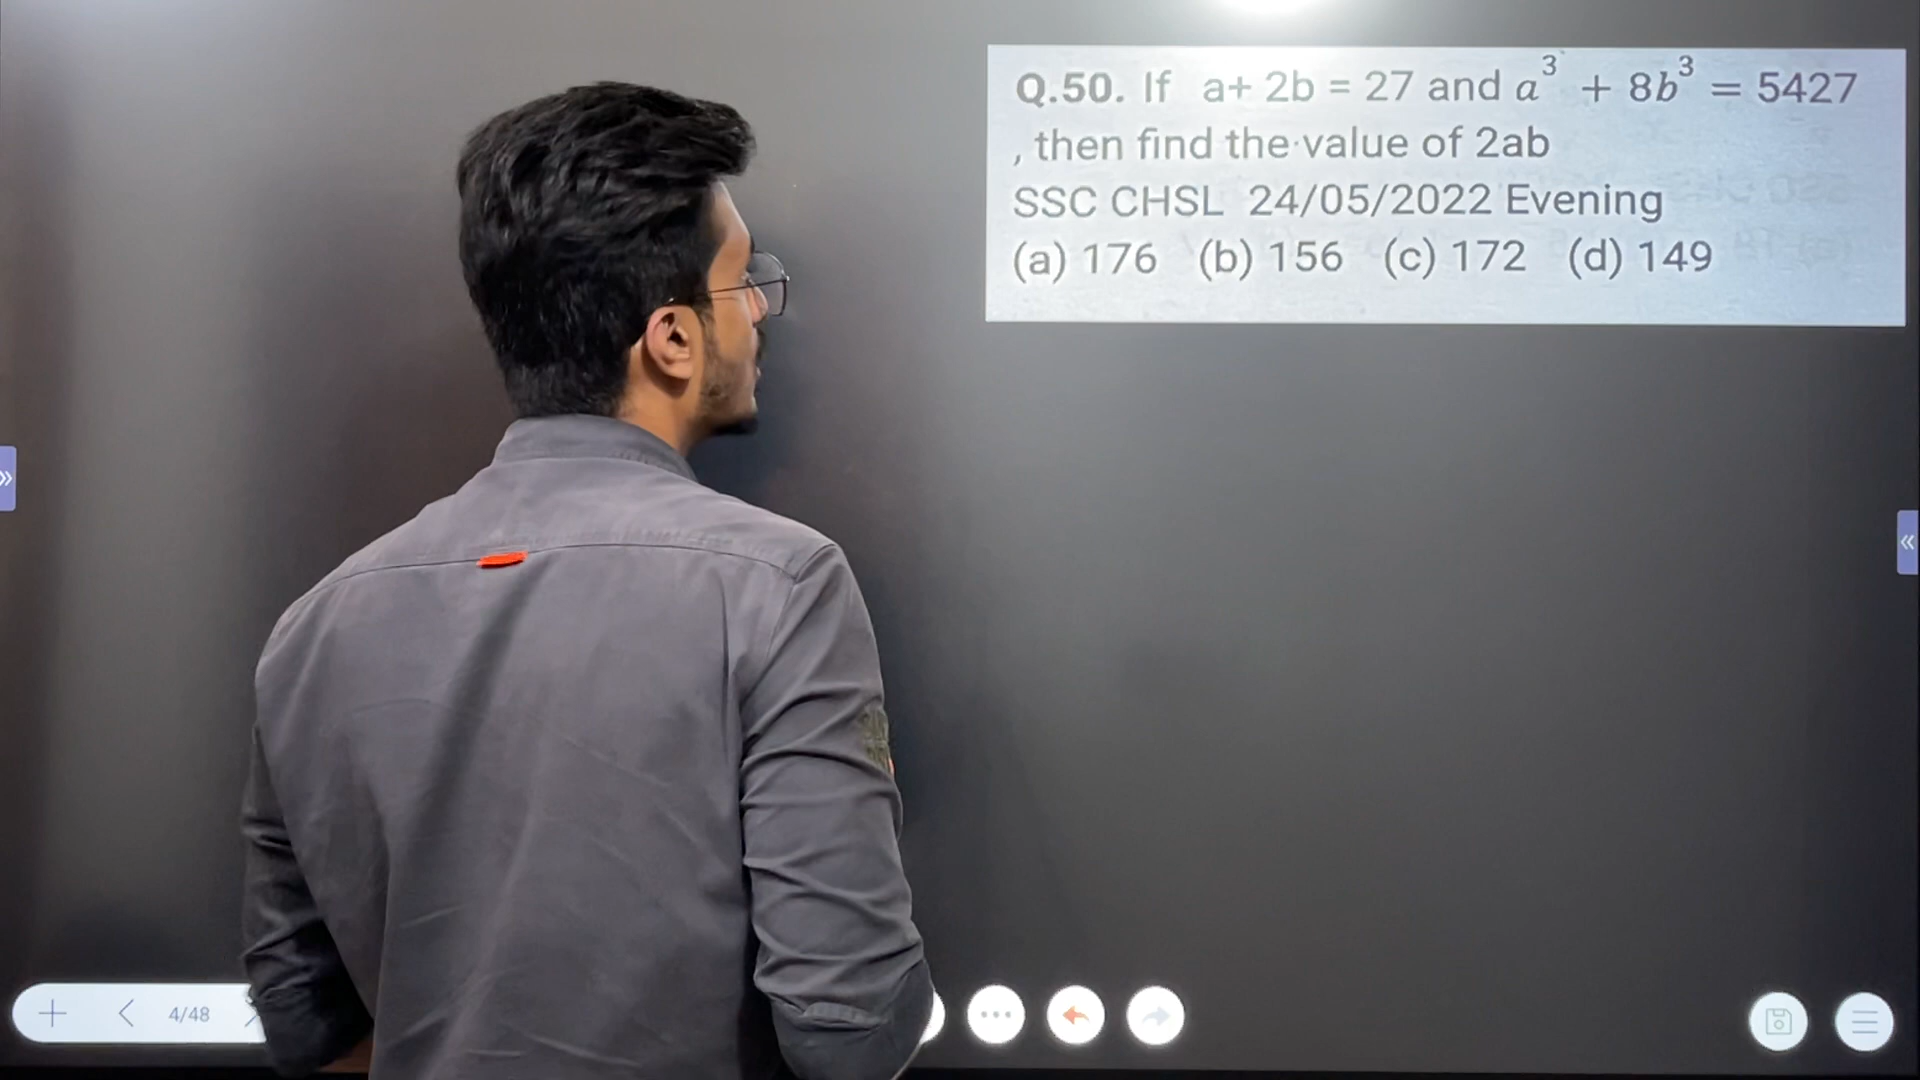 Q.50. If a+ 2b = 27 and a³ + 8b³ = 5427
, then find the value of 2ab
SSC CHSL 24/05/2022 Evening
(a) 176 (b) 156 (c) 172 (d) 149
4/48